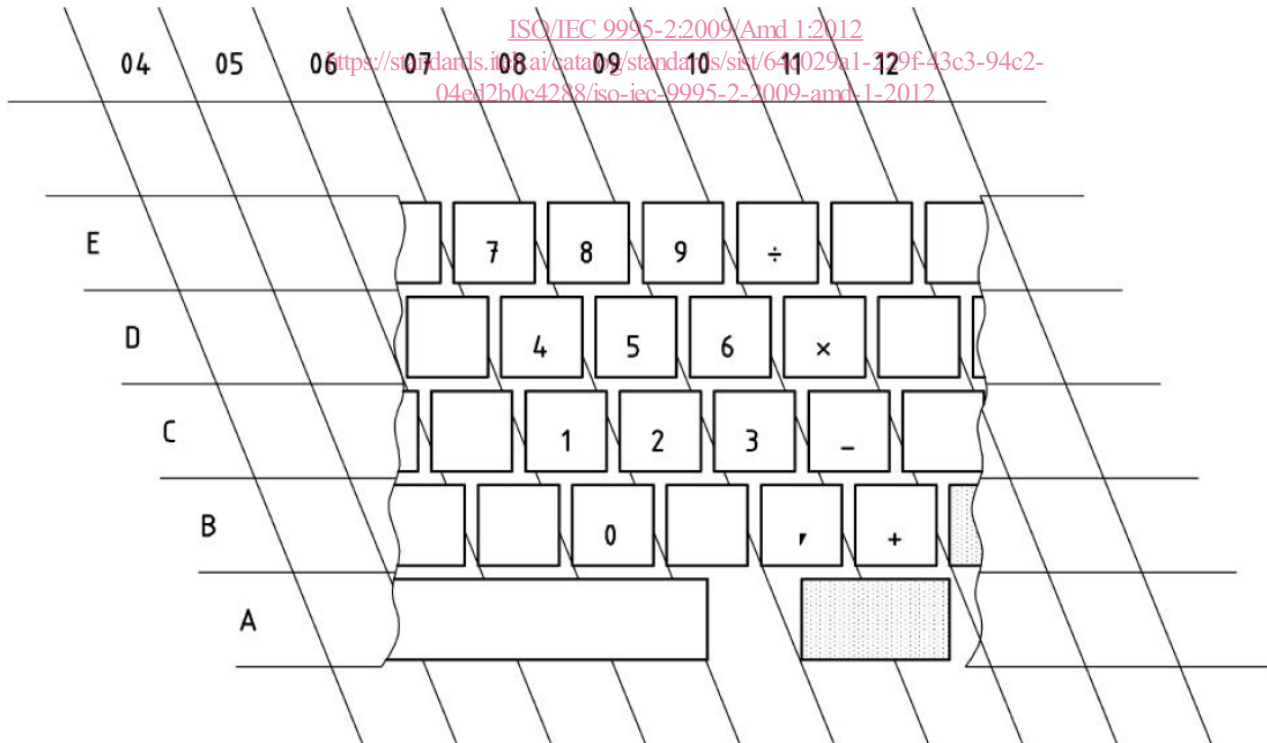 ISO/IEC 9995-2:2009/Amd 1:2012
04 05 06 07 08 09 10 11 12
https://standards.iteh.ai/catalog/standards/sist/64c029a1-229f-43c3-94c2-
04ed2b0c4288/iso-iec-9995-2-2009-amd-1-2012
E 7 8 9 ÷
D 4 5 6 ×
C 1 2 3 −
B 0 , +
A